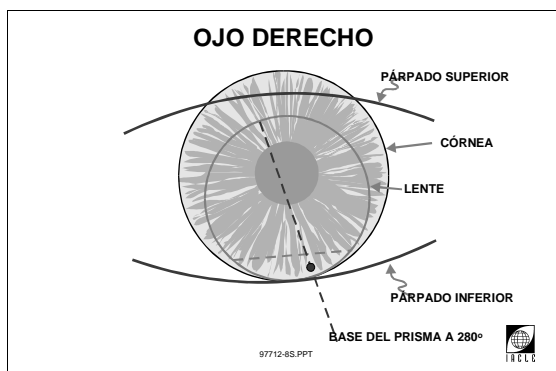 OJO DERECHO
PÁRPADO SUPERIOR
CÓRNEA
LENTE
PÁRPADO INFERIOR
BASE DEL PRISMA A 280º
97712-8S.PPT
IACLE